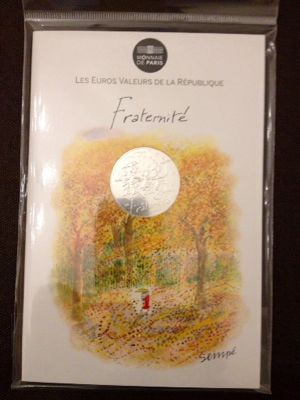 MONNAIE
DE PARIS
LES EUROS VALEURS DE LA RÉPUBLIQUE
Fraternité
Sempé